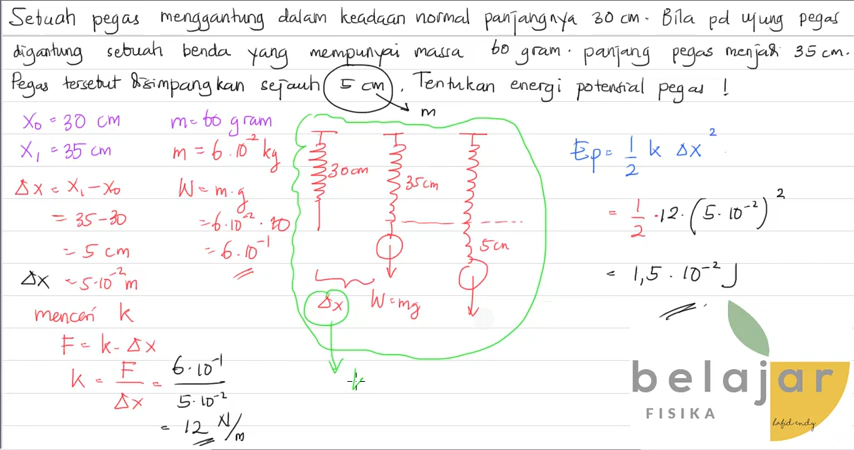 Sebuah pegas menggantung dalam keadaan normal panjangnya 30 cm. Bila pd ujung pegas
digantung sebuah benda yang mempunyai massa 60 gram. panjang pegas menjadi 35 cm.
Pegas tersebut disimpangkan sejauh 5 cm. Tentukan energi potensial pegas !
m
X₀ = 30 cm
X₁ = 35 cm
Δx = X₁ - X₀
= 35-30
= 5 cm
Δx = 5·10⁻² m
mencari k
F = k · Δx
k = F/Δx = 6·10⁻¹/5·10⁻²
= 12 N/m
m = 60 gram
m = 6·10⁻² kg
W = m·g
= 6·10⁻²·10
= 6·10⁻¹
30cm
35cm
5cm
Δx
W = mg
k
Ep = 1/2 k Δx²
= 1/2 · 12 · (5·10⁻²)²
= 1,5 · 10⁻² J
belajar
FISIKA
lafidendy